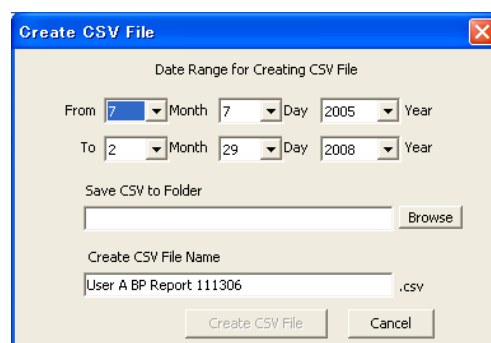 Create CSV File
Date Range for Creating CSV File
From 7 Month 7 Day 2005 Year
To 2 Month 29 Day 2008 Year
Save CSV to Folder
Browse
Create CSV File Name
User A BP Report 111306 .csv
Create CSV File Cancel